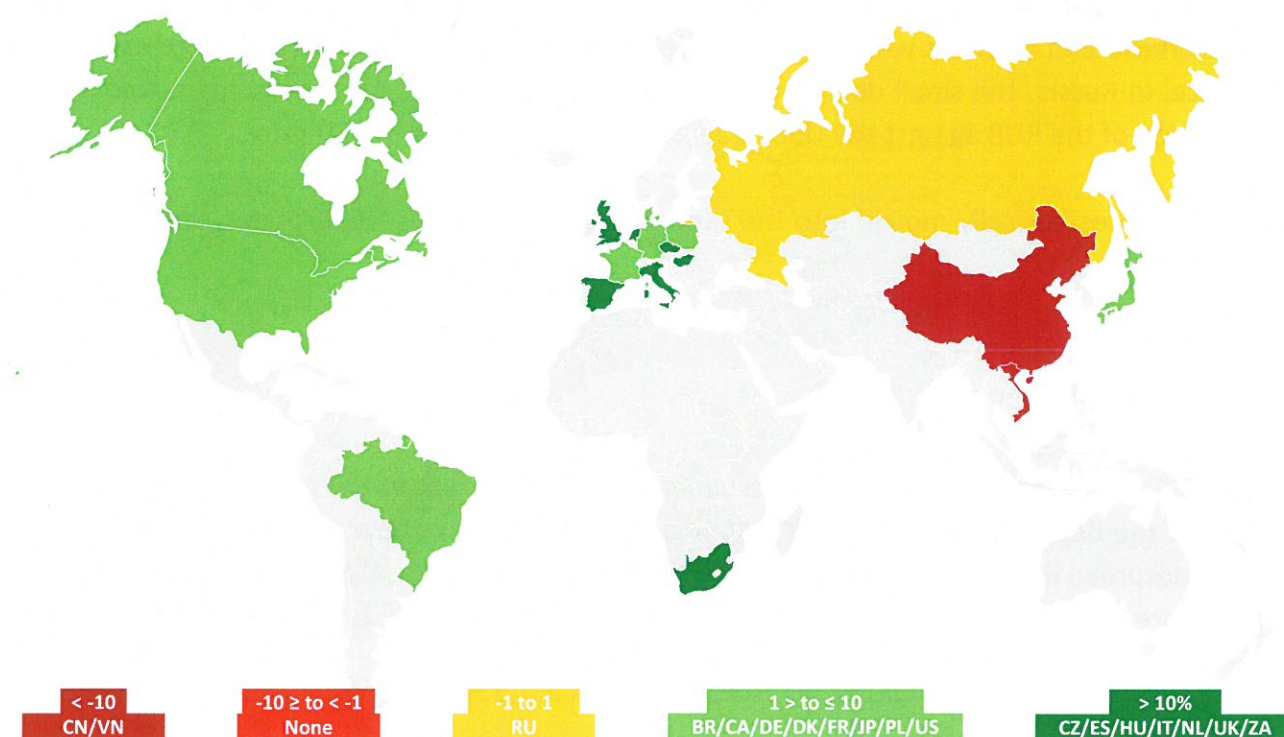 < -10
CN/VN
-10 ≥ to < -1
None
-1 to 1
RU
1 > to ≤ 10
BR/CA/DE/DK/FR/JP/PL/US
> 10%
CZ/ES/HU/IT/NL/UK/ZA